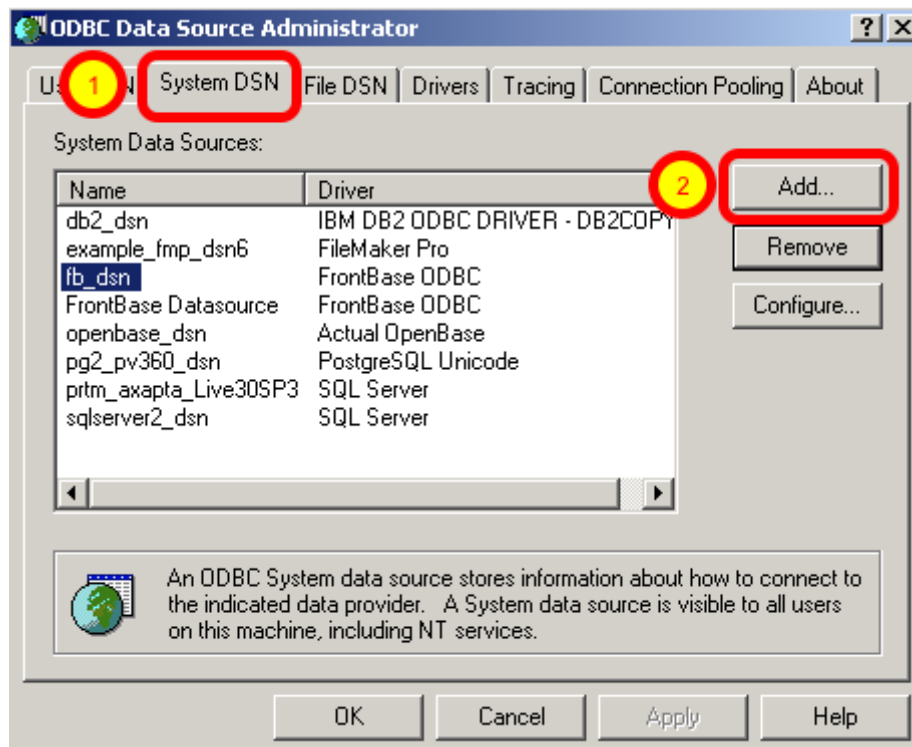 ODBC Data Source Administrator
1 System DSN File DSN Drivers Tracing Connection Pooling About
System Data Sources:
2 Add...
Name Driver
db2_dsn IBM DB2 ODBC DRIVER - DB2COPY
example_fmp_dsn6 FileMaker Pro
Remove
fb_dsn FrontBase ODBC
FrontBase Datasource FrontBase ODBC
Configure...
openbase_dsn Actual OpenBase
pg2_pv360_dsn PostgreSQL Unicode
prtm_axapta_Live30SP3 SQL Server
sqlserver2_dsn SQL Server
An ODBC System data source stores information about how to connect to
the indicated data provider. A System data source is visible to all users
on this machine, including NT services.
OK Cancel Apply Help